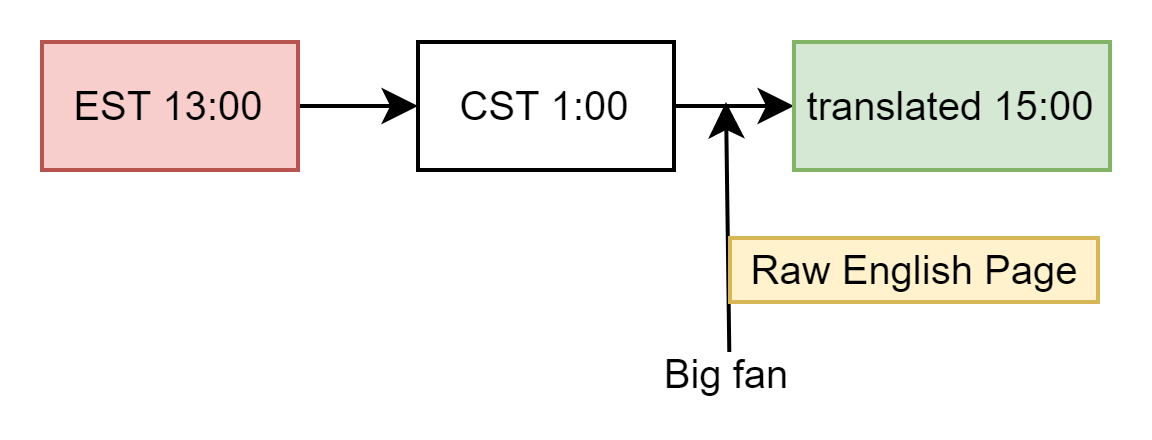 EST 13:00
CST 1:00
translated 15:00
Raw English Page
Big fan